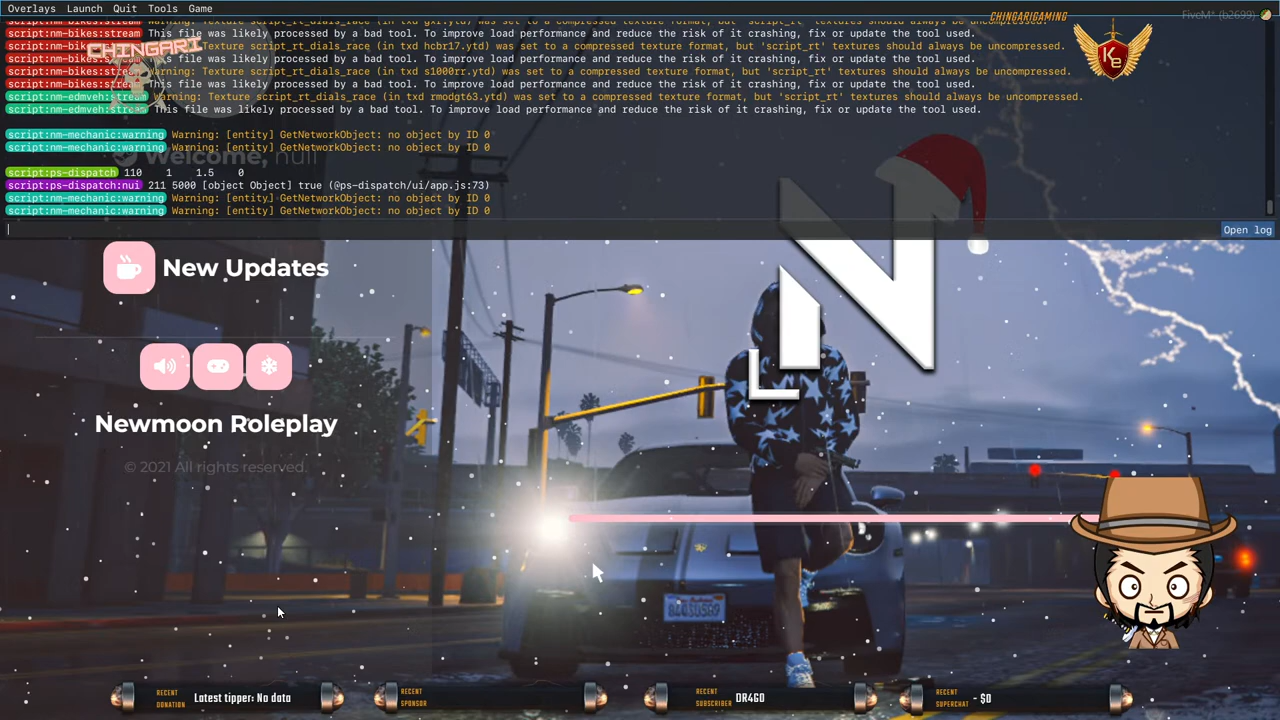 Overlays Launch Quit Tools Game
CHINGARIGAMING
FiveM* (b2699)
script:nm-bikes:stream This file was likely processed by a bad tool. To improve load performance and reduce the risk of it crashing, fix or update the tool used.
Warning: Texture script_rt_dials_race (in txd hcbr17.ytd) was set to a compressed texture format, but 'script_rt' textures should always be uncompressed.
script:nm-bikes:stream This file was likely processed by a bad tool. To improve load performance and reduce the risk of it crashing, fix or update the tool used.
Warning: Texture script_rt_dials_race (in txd s1000rr.ytd) was set to a compressed texture format, but 'script_rt' textures should always be uncompressed.
This file was likely processed by a bad tool. To improve load performance and reduce the risk of it crashing, fix or update the tool used.
script:nm-edmveh:stream Warning: Texture script_rt_dials_race (in txd rmodgt63.ytd) was set to a compressed texture format, but 'script_rt' textures should always be uncompressed.
script:nm-edmveh:stream This file was likely processed by a bad tool. To improve load performance and reduce the risk of it crashing, fix or update the tool used.
CHINGARI
Ke
script:nm-mechanic:warning Warning: [entity] GetNetworkObject: no object by ID 0
script:nm-mechanic:warning Warning: [entity] GetNetworkObject: no object by ID 0
Welcome, null
script:ps-dispatch 110 1 1.5 0
script:ps-dispatch:nui 211 5000 [object Object] true (@ps-dispatch/ui/app.js:73)
script:nm-mechanic:warning Warning: [entity] GetNetworkObject: no object by ID 0
script:nm-mechanic:warning Warning: [entity] GetNetworkObject: no object by ID 0
Open log
New Updates
Newmoon Roleplay
© 2021 All rights reserved.
N
RECENT DONATION Latest tipper: No data
RECENT SPONSOR
RECENT SUBSCRIBER DR46O
RECENT SUPERCHAT - $0